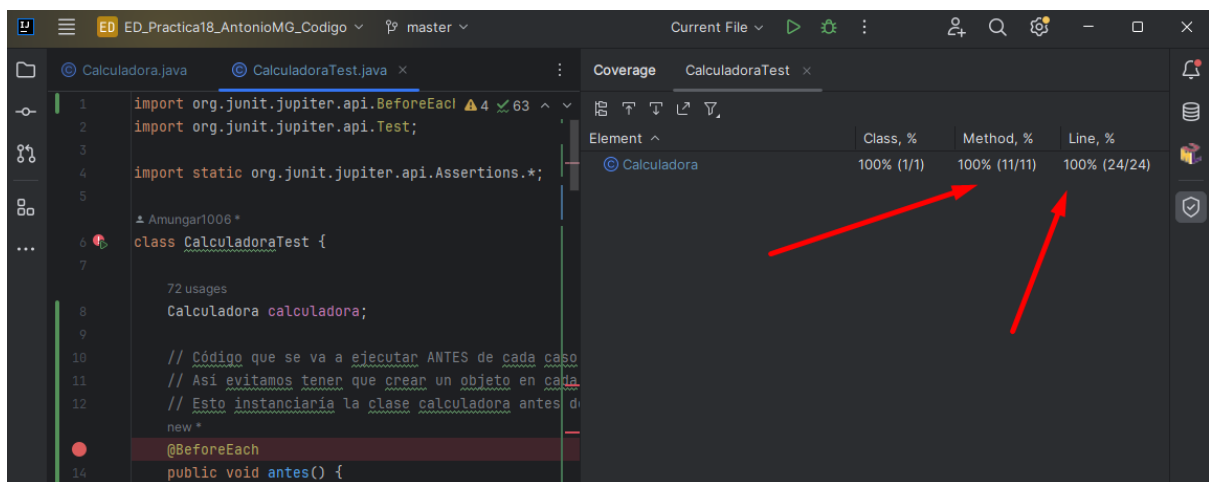 ED ED_Practica18_AntonioMG_Codigo master Current File
Calculadora.java CalculadoraTest.java
Coverage CalculadoraTest
1 import org.junit.jupiter.api.BeforeEac 4 63
2 import org.junit.jupiter.api.Test;
3
4 import static org.junit.jupiter.api.Assertions.*;
5
Amungar1006 *
6 class CalculadoraTest {
7
72 usages
8 Calculadora calculadora;
9
10 // Código que se va a ejecutar ANTES de cada caso
11 // Así evitamos tener que crear un objeto en cada
12 // Esto instanciaría la clase calculadora antes de
new *
@BeforeEach
14 public void antes() {
Element Class, % Method, % Line, %
Calculadora 100% (1/1) 100% (11/11) 100% (24/24)